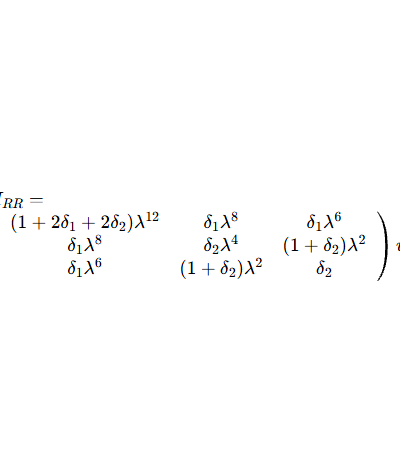 RR =
(1 + 2δ₁ + 2δ₂)λ¹² δ₁λ⁸ δ₁λ⁶
δ₁λ⁸ δ₂λ⁴ (1 + δ₂)λ²
δ₁λ⁶ (1 + δ₂)λ² δ₂ )